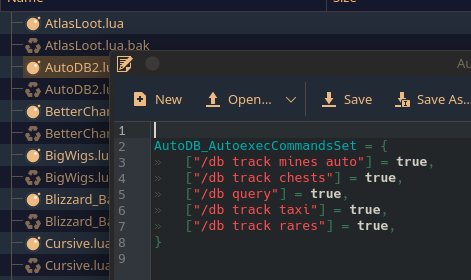 Name
Size
AtlasLoot.lua
AtlasLoot.lua.bak
AutoDB2.lu
AutoDB2.lu
BetterChar
BetterChar
BigWigs.lu
BigWigs.lu
Blizzard_Ba
Blizzard_Ba
Cursive.lua
Cursive.lua
Au
New
Open...
Save
Save As...
1
2 AutoDB_AutoexecCommandsSet = {
3 » ["/db track mines auto"] = true,
4 » ["/db track chests"] = true,
5 » ["/db query"] = true,
6 » ["/db track taxi"] = true,
7 » ["/db track rares"] = true,
8 }
9